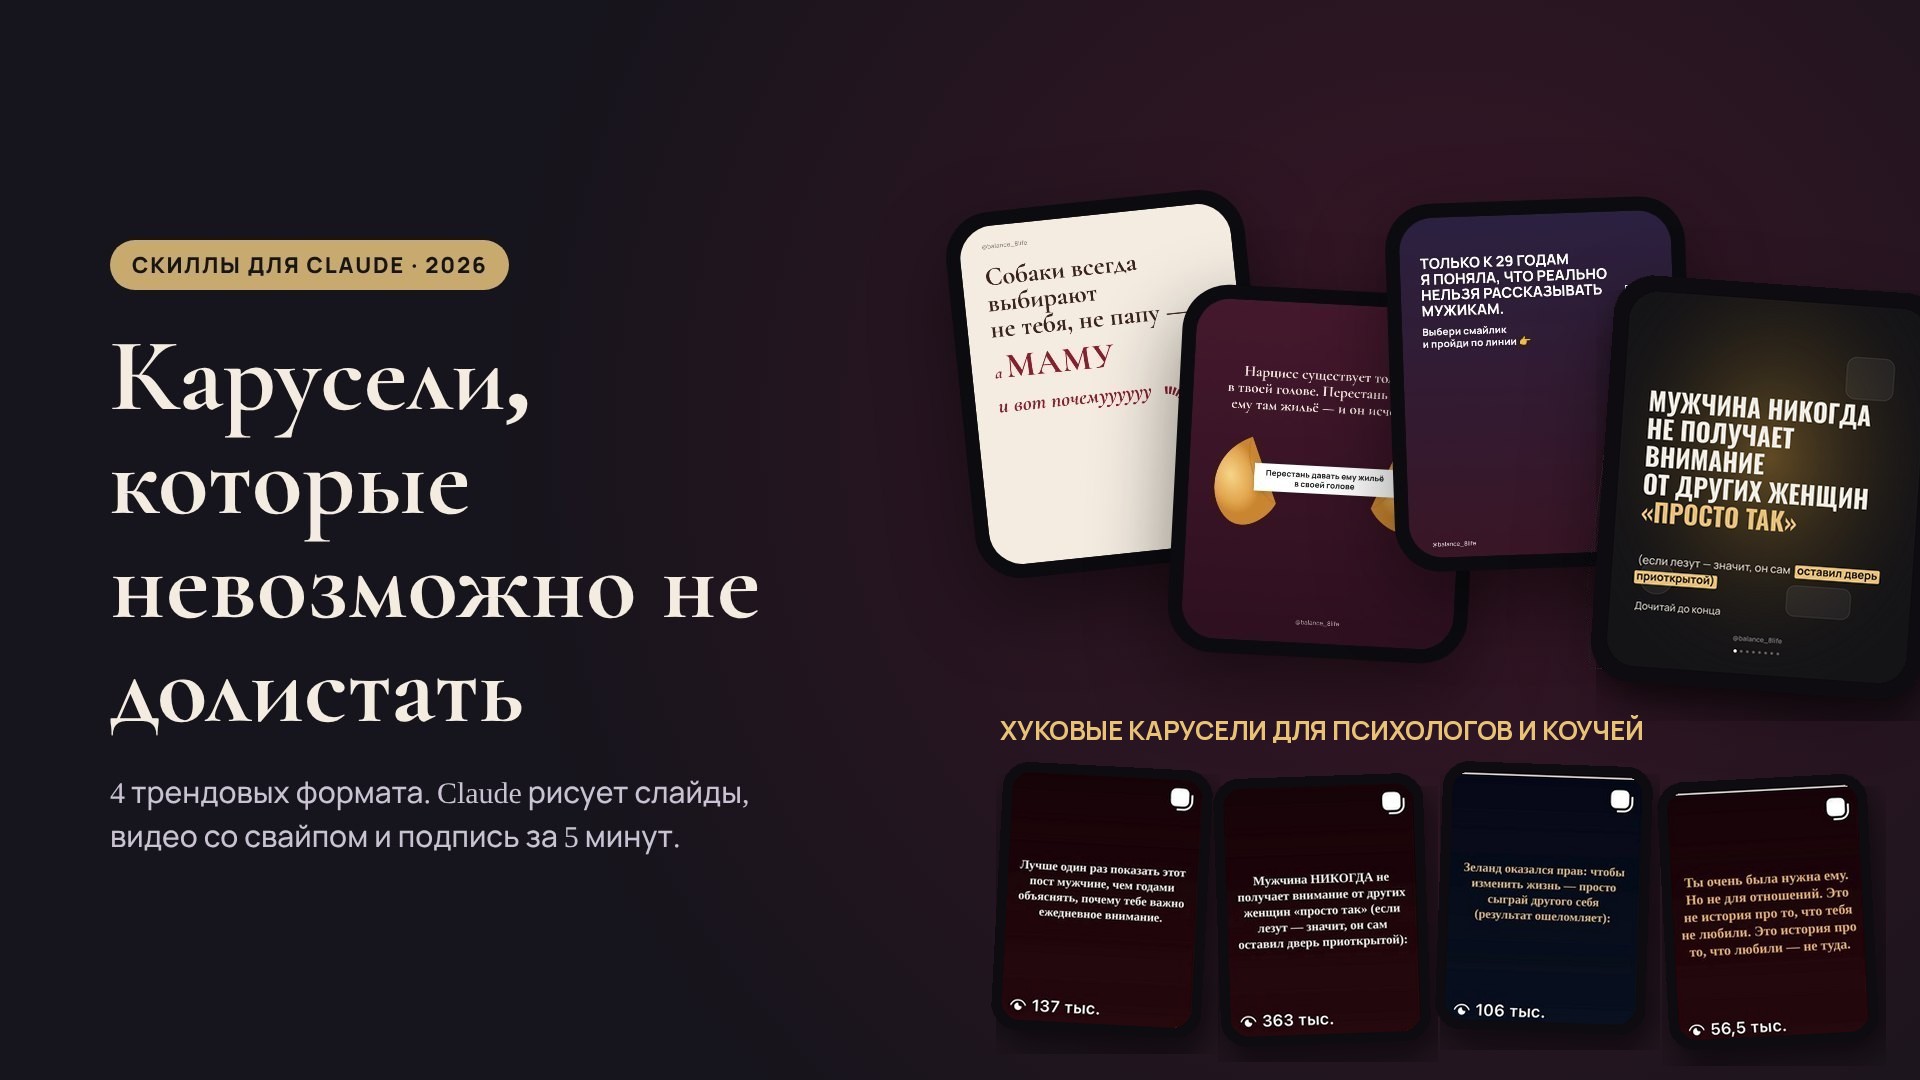 СКИЛЛЫ ДЛЯ CLAUDE · 2026
Карусели,
которые
невозможно не
долистать
4 трендовых формата. Claude рисует слайды,
видео со свайпом и подпись за 5 минут.
@balance_8life
Собаки всегда
выбирают
не тебя, не папу —
а МАМУ
и вот почемуууууу
Нарцисс существует
в твоей голове. Перестань
ему там жильё — и он
Перестань давать ему жильё
в своей голове
@balance_8life
ТОЛЬКО К 29 ГОДАМ
Я ПОНЯЛА, ЧТО РЕАЛЬНО
НЕЛЬЗЯ РАССКАЗЫВАТЬ
МУЖИКАМ.
Выбери смайлик
и пройди по линии 👉
@balance_8life
МУЖЧИНА НИКОГДА
НЕ ПОЛУЧАЕТ
ВНИМАНИЕ
ОТ ДРУГИХ ЖЕНЩИН
«ПРОСТО ТАК»
(если лезут — значит, он сам оставил дверь
приоткрытой)
Дочитай до конца
@balance_8life
ХУКОВЫЕ КАРУСЕЛИ ДЛЯ ПСИХОЛОГОВ И КОУЧЕЙ
Лучше один раз показать этот
пост мужчине, чем годами
объяснять, почему тебе важно
ежедневное внимание.
137 тыс.
Мужчина НИКОГДА не
получает внимание от других
женщин «просто так» (если
лезут — значит, он сам
оставил дверь приоткрытой):
363 тыс.
Зеланд оказался прав: чтобы
изменить жизнь — просто
сыграй другого себя
(результат ошеломляет):
106 тыс.
Ты очень была нужна ему.
Но не для отношений. Это
не история про то, что тебя
не любили. Это история про
то, что любили — не туда.
56,5 тыс.